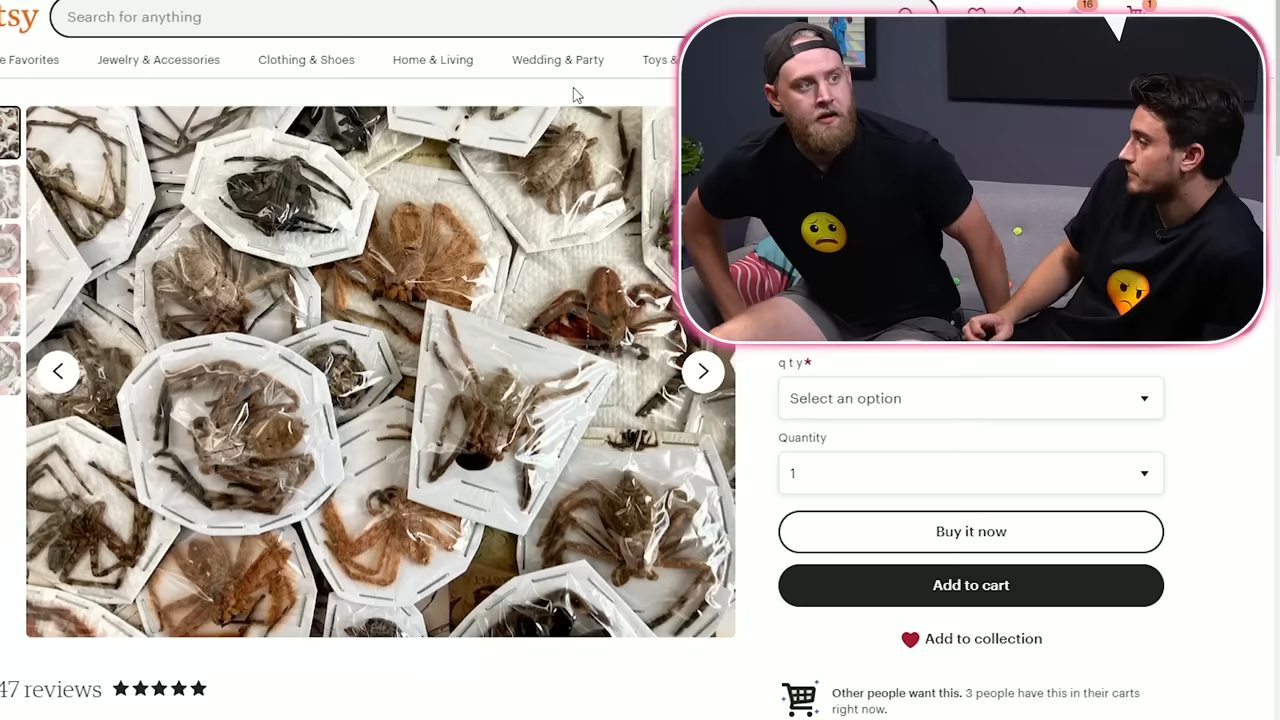 tsy
Search for anything
16
1
e Favorites
Jewelry & Accessories
Clothing & Shoes
Home & Living
Wedding & Party
Toys &
qty*
Select an option
Quantity
1
Buy it now
Add to cart
Add to collection
47 reviews
Other people want this. 3 people have this in their carts
right now.